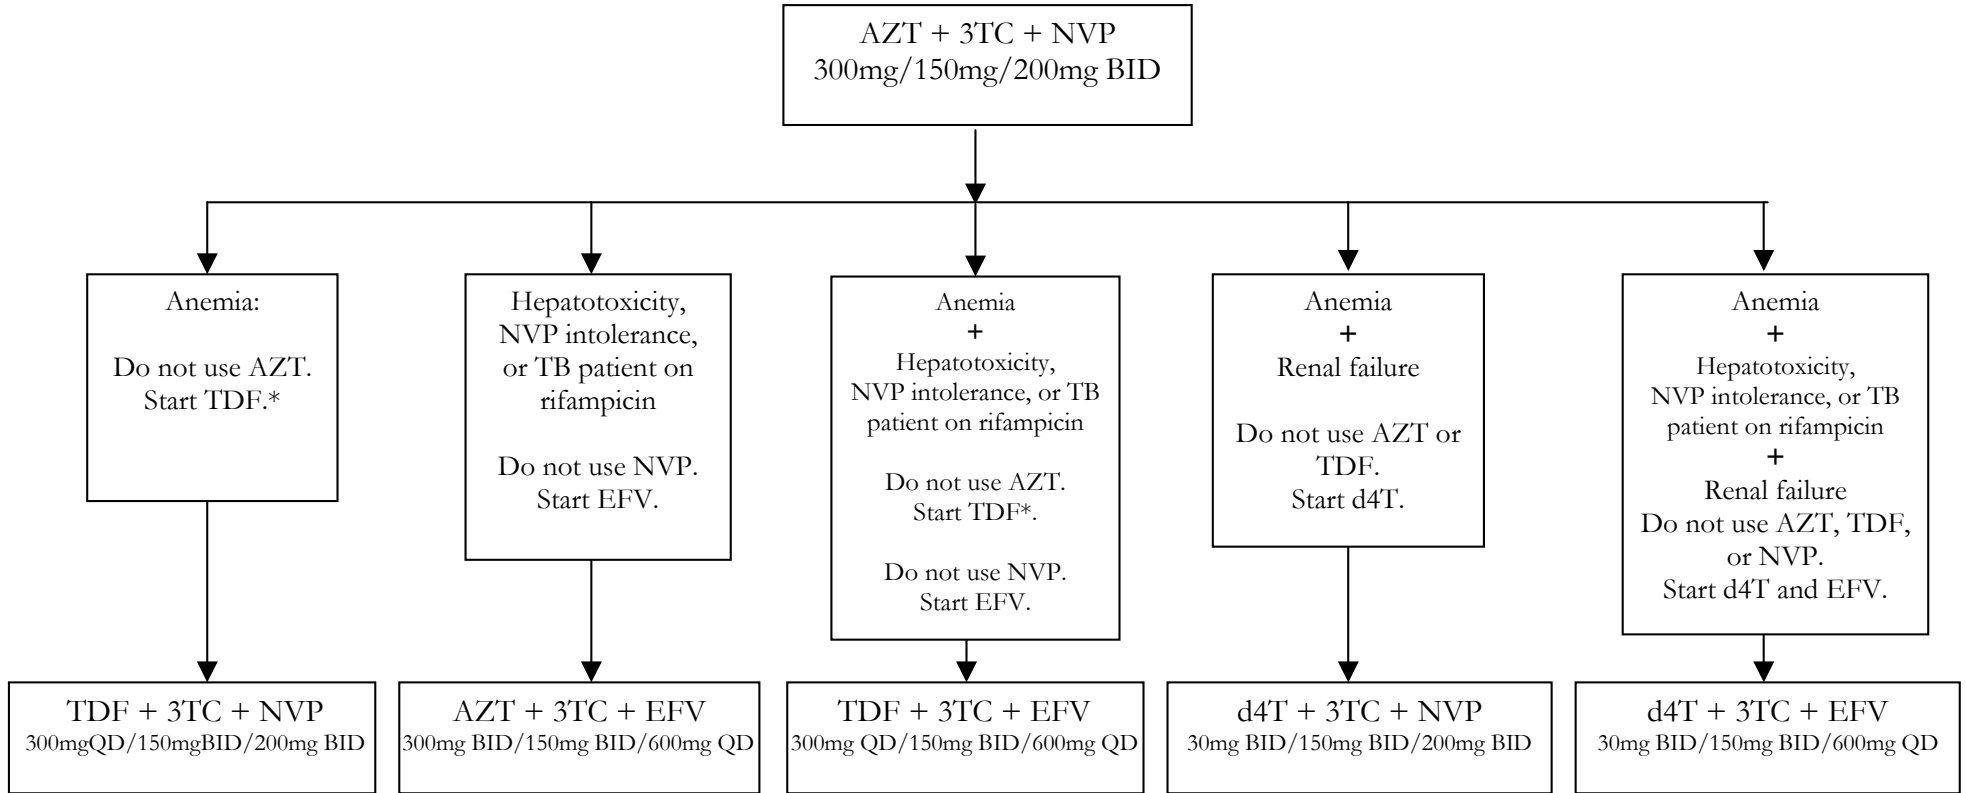 AZT + 3TC + NVP
300mg/150mg/200mg BID
Anemia:
Do not use AZT.
Start TDF.*
Hepatotoxicity,
NVP intolerance,
or TB patient on
rifampicin
Do not use NVP.
Start EFV.
Anemia
+
Hepatotoxicity,
NVP intolerance, or TB
patient on rifampicin
Do not use AZT.
Start TDF*.
Do not use NVP.
Start EFV.
Anemia
+
Renal failure
Do not use AZT or
TDF.
Start d4T.
Anemia
+
Hepatotoxicity,
NVP intolerance, or TB
patient on rifampicin
+
Renal failure
Do not use AZT, TDF,
or NVP.
Start d4T and EFV.
TDF + 3TC + NVP
300mgQD/150mgBID/200mg BID
AZT + 3TC + EFV
300mg BID/150mg BID/600mg QD
TDF + 3TC + EFV
300mg QD/150mg BID/600mg QD
d4T + 3TC + NVP
30mg BID/150mg BID/200mg BID
d4T + 3TC + EFV
30mg BID/150mg BID/600mg QD